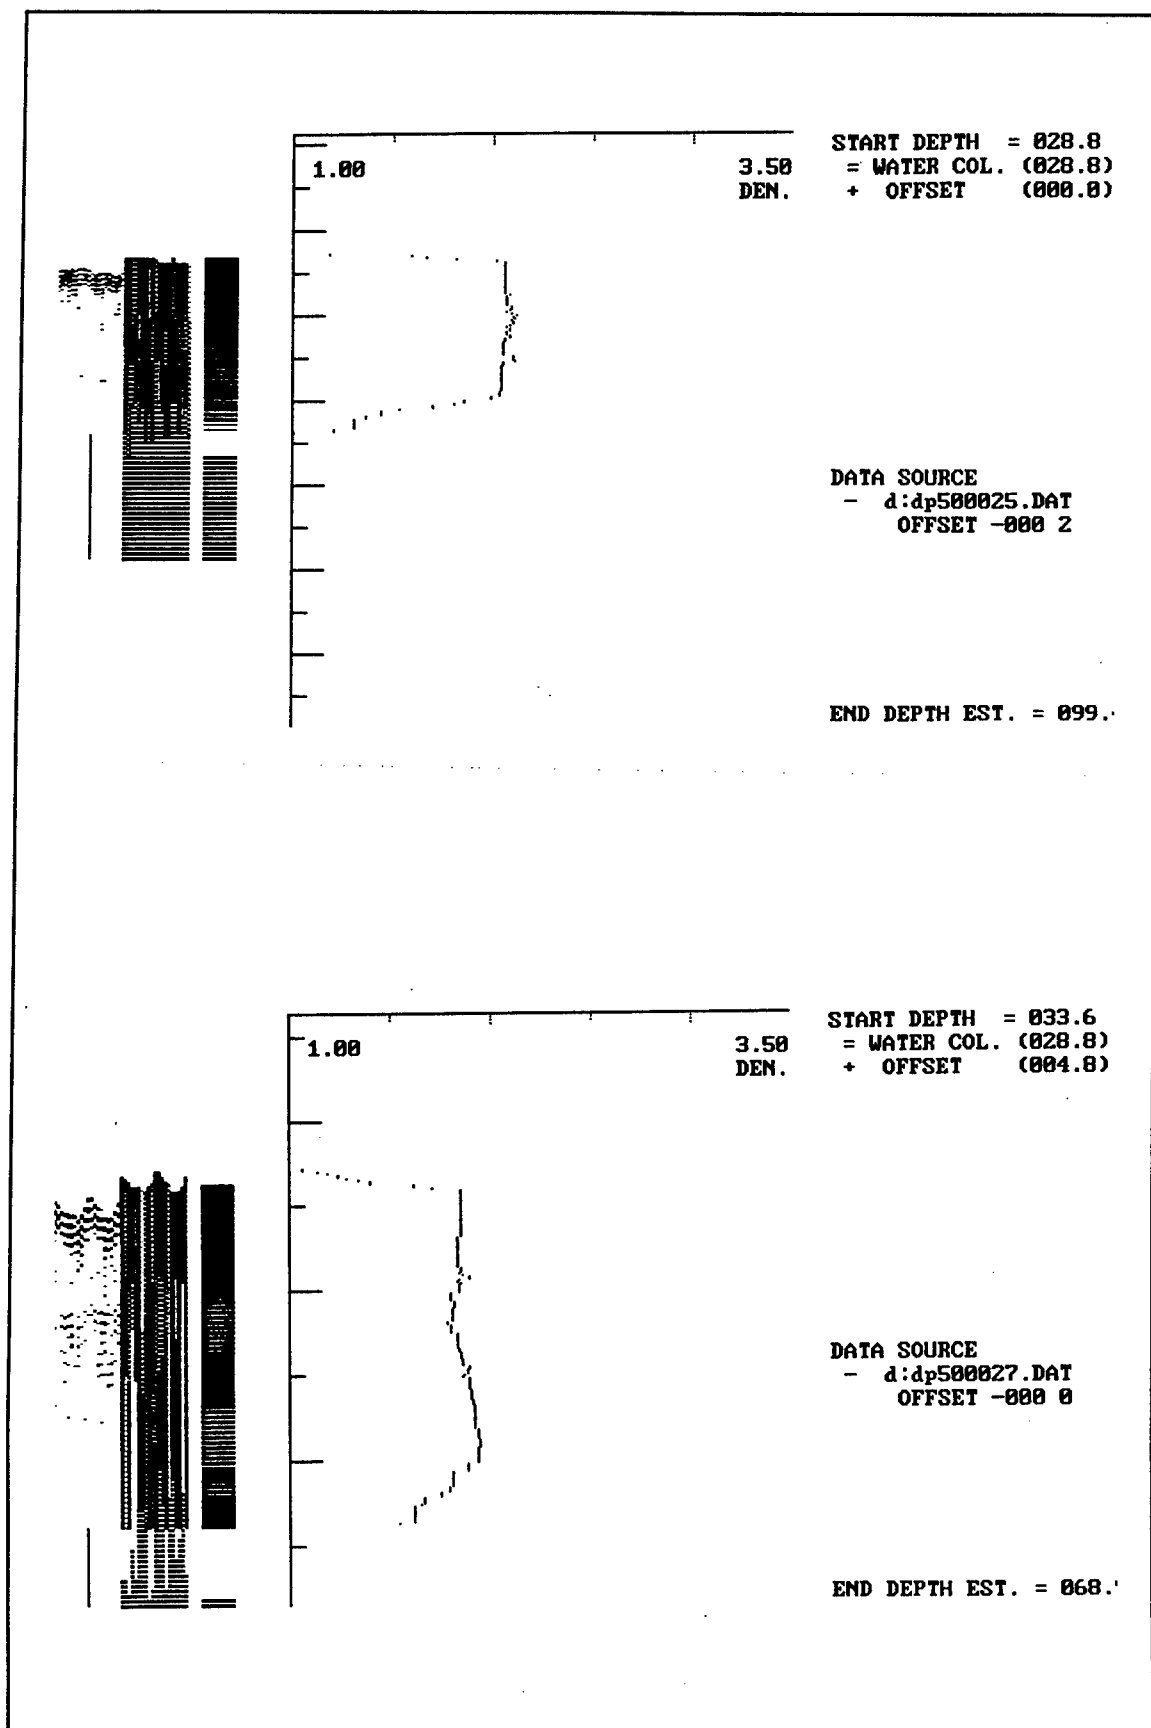 1.00
3.50
DEN.
START DEPTH = 028.8
= WATER COL. (028.8)
+ OFFSET (000.0)
DATA SOURCE
- d:dp500025.DAT
OFFSET -000 2
END DEPTH EST. = 099.
1.00
3.50
DEN.
START DEPTH = 033.6
= WATER COL. (028.8)
+ OFFSET (004.8)
DATA SOURCE
- d:dp500027.DAT
OFFSET -000 0
END DEPTH EST. = 068.